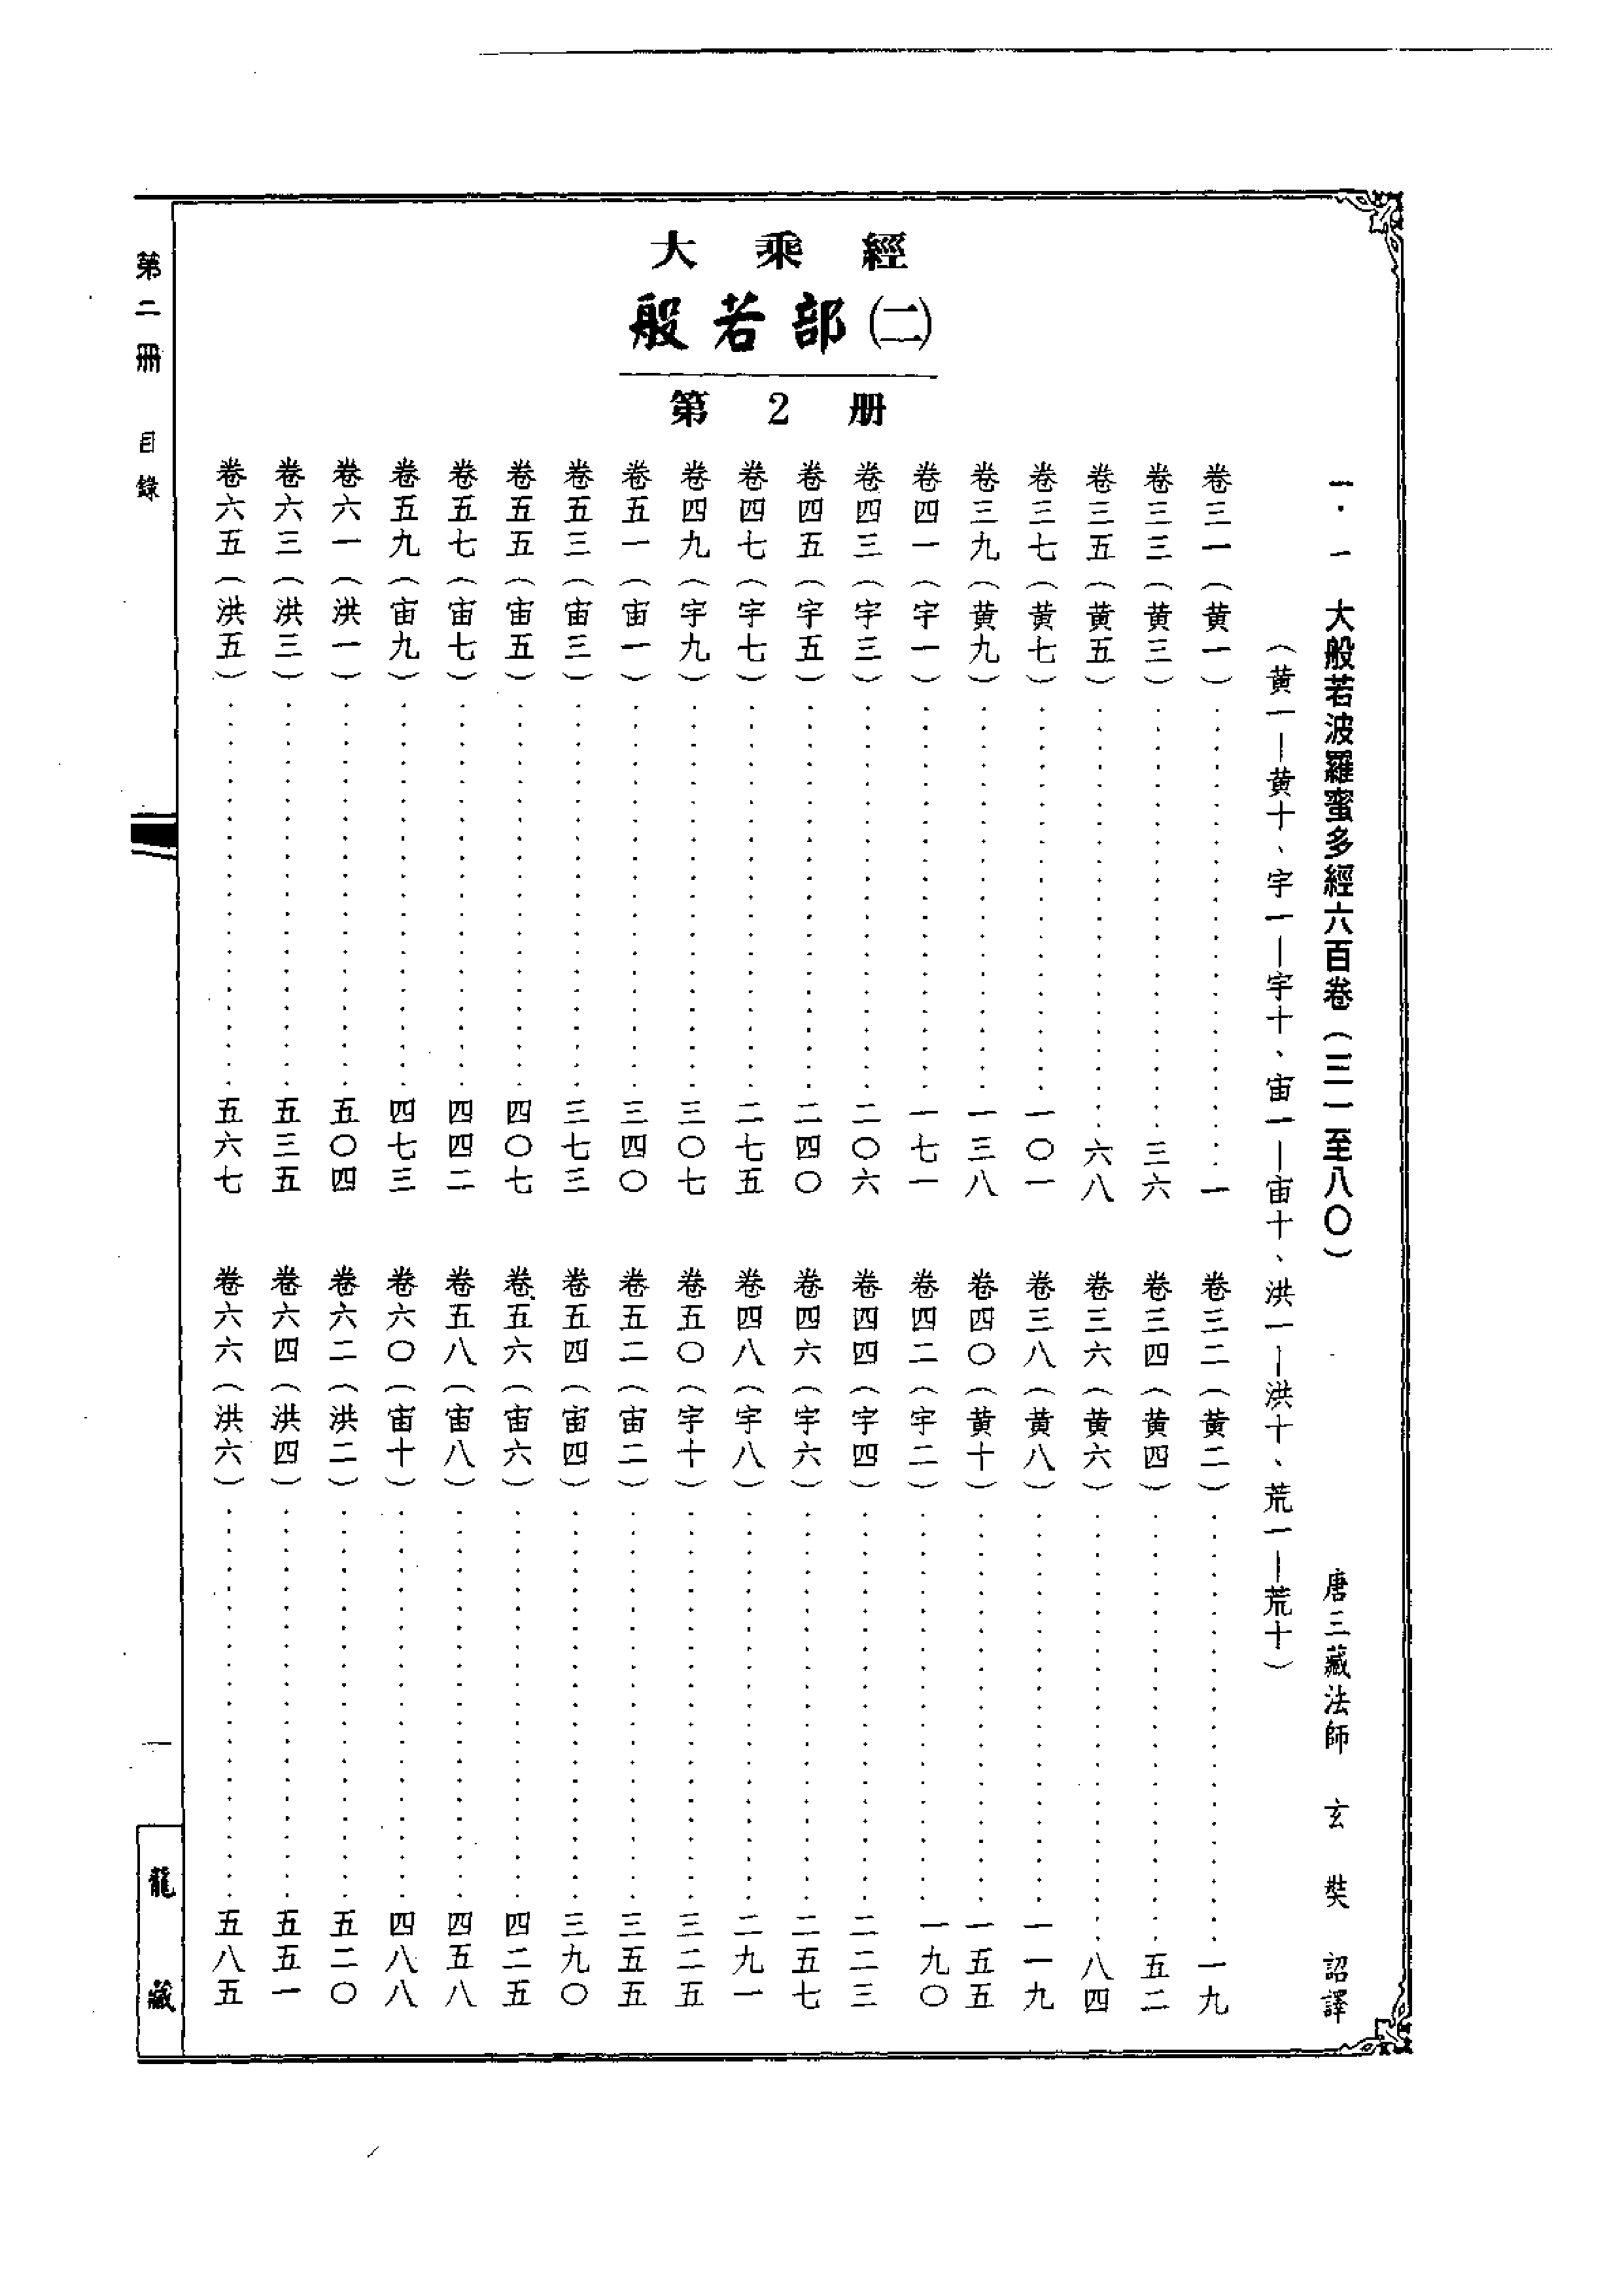 大乘經
般若部(二)
第2册
一·一 大般若波羅蜜多經六百卷(三一至八〇) 唐三藏法師 玄奘 詔譯
(黃一—黃十、宇一—宇十、宙一—宙十、洪一—洪十、荒一—荒十)
卷三一(黃一)……一
卷三二(黃二)……一九
卷三三(黃三)……三六
卷三四(黃四)……五二
卷三五(黃五)……六八
卷三六(黃六)……八四
卷三七(黃七)……一〇一
卷三八(黃八)……一一九
卷三九(黃九)……一三八
卷四〇(黃十)……一五五
卷四一(宇一)……一七一
卷四二(宇二)……一九〇
卷四三(宇三)……二〇六
卷四四(宇四)……二二三
卷四五(宇五)……二四〇
卷四六(宇六)……二五七
卷四七(宇七)……二七五
卷四八(宇八)……二九一
卷四九(宇九)……三〇七
卷五〇(宇十)……三二五
卷五一(宙一)……三四〇
卷五二(宙二)……三五五
卷五三(宙三)……三七三
卷五四(宙四)……三九〇
卷五五(宙五)……四〇七
卷五六(宙六)……四二五
卷五七(宙七)……四四二
卷五八(宙八)……四五八
卷五九(宙九)……四七三
卷六〇(宙十)……四八八
卷六一(洪一)……五〇四
卷六二(洪二)……五二〇
卷六三(洪三)……五三五
卷六四(洪四)……五五一
卷六五(洪五)……五六七
卷六六(洪六)……五八五
第二冊 目錄
一
龍藏